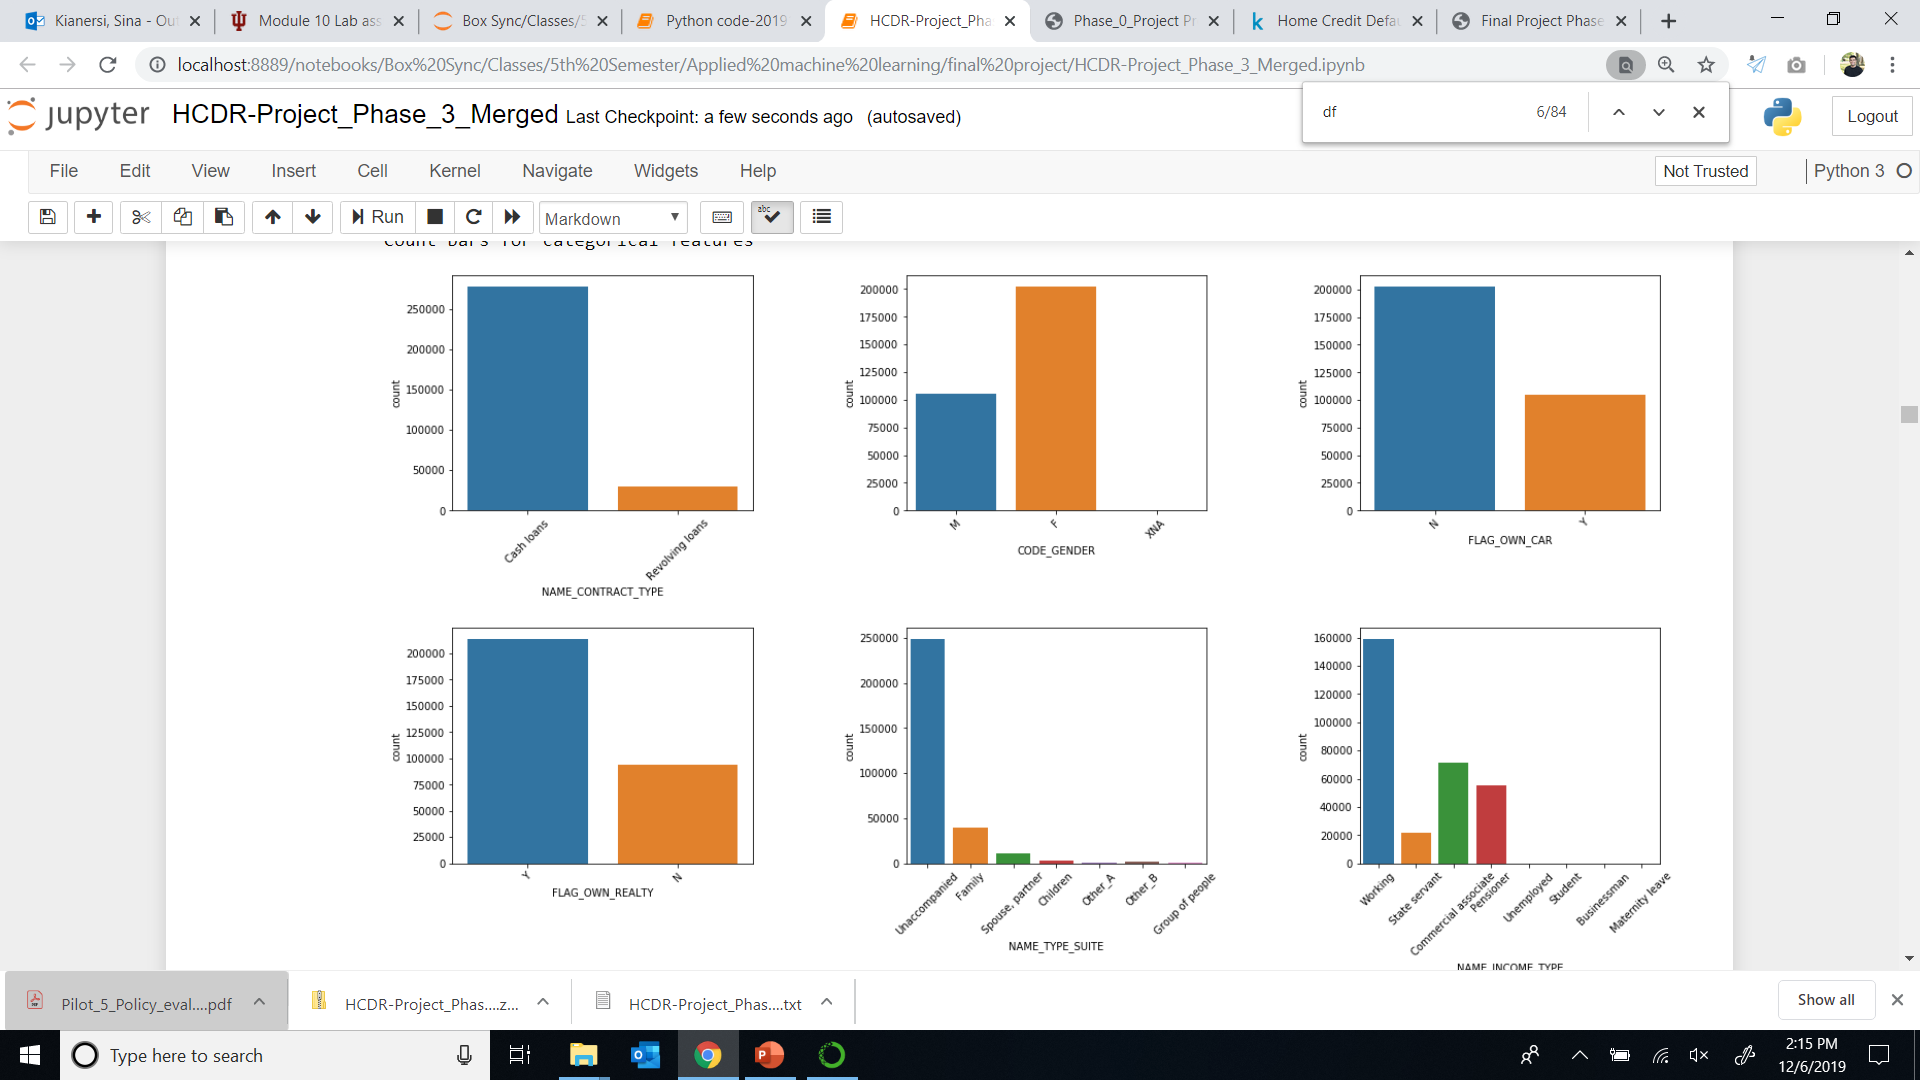 Kianersi, Sina - Out
Module 10 Lab ass
Box Sync/Classes/5
Python code-2019
HCDR-Project_Pha
Phase_0_Project Pr
Home Credit Defau
Final Project Phase
localhost:8889/notebooks/Box%20Sync/Classes/5th%20Semester/Applied%20machine%20learning/final%20project/HCDR-Project_Phase_3_Merged.ipynb
df 6/84
jupyter HCDR-Project_Phase_3_Merged Last Checkpoint: a few seconds ago (autosaved)
Logout
File Edit View Insert Cell Kernel Navigate Widgets Help
Not Trusted
Python 3
Run
Markdown
abc
Count bars for categorical features
count
250000
200000
150000
100000
50000
0
Cash loans
Revolving loans
NAME_CONTRACT_TYPE
count
200000
175000
150000
125000
100000
75000
50000
25000
0
M
F
XNA
CODE_GENDER
count
200000
175000
150000
125000
100000
75000
50000
25000
0
N
Y
FLAG_OWN_CAR
count
200000
175000
150000
125000
100000
75000
50000
25000
0
Y
N
FLAG_OWN_REALTY
count
250000
200000
150000
100000
50000
0
Unaccompanied
Family
Spouse, partner
Children
Other_A
Other_B
Group of people
NAME_TYPE_SUITE
count
160000
140000
120000
100000
80000
60000
40000
20000
0
Working
State servant
Commercial associate
Pensioner
Unemployed
Student
Businessman
Maternity leave
NAME_INCOME_TYPE
Pilot_5_Policy_eval....pdf
HCDR-Project_Phas....z...
HCDR-Project_Phas....txt
Show all
Type here to search
2:15 PM
12/6/2019